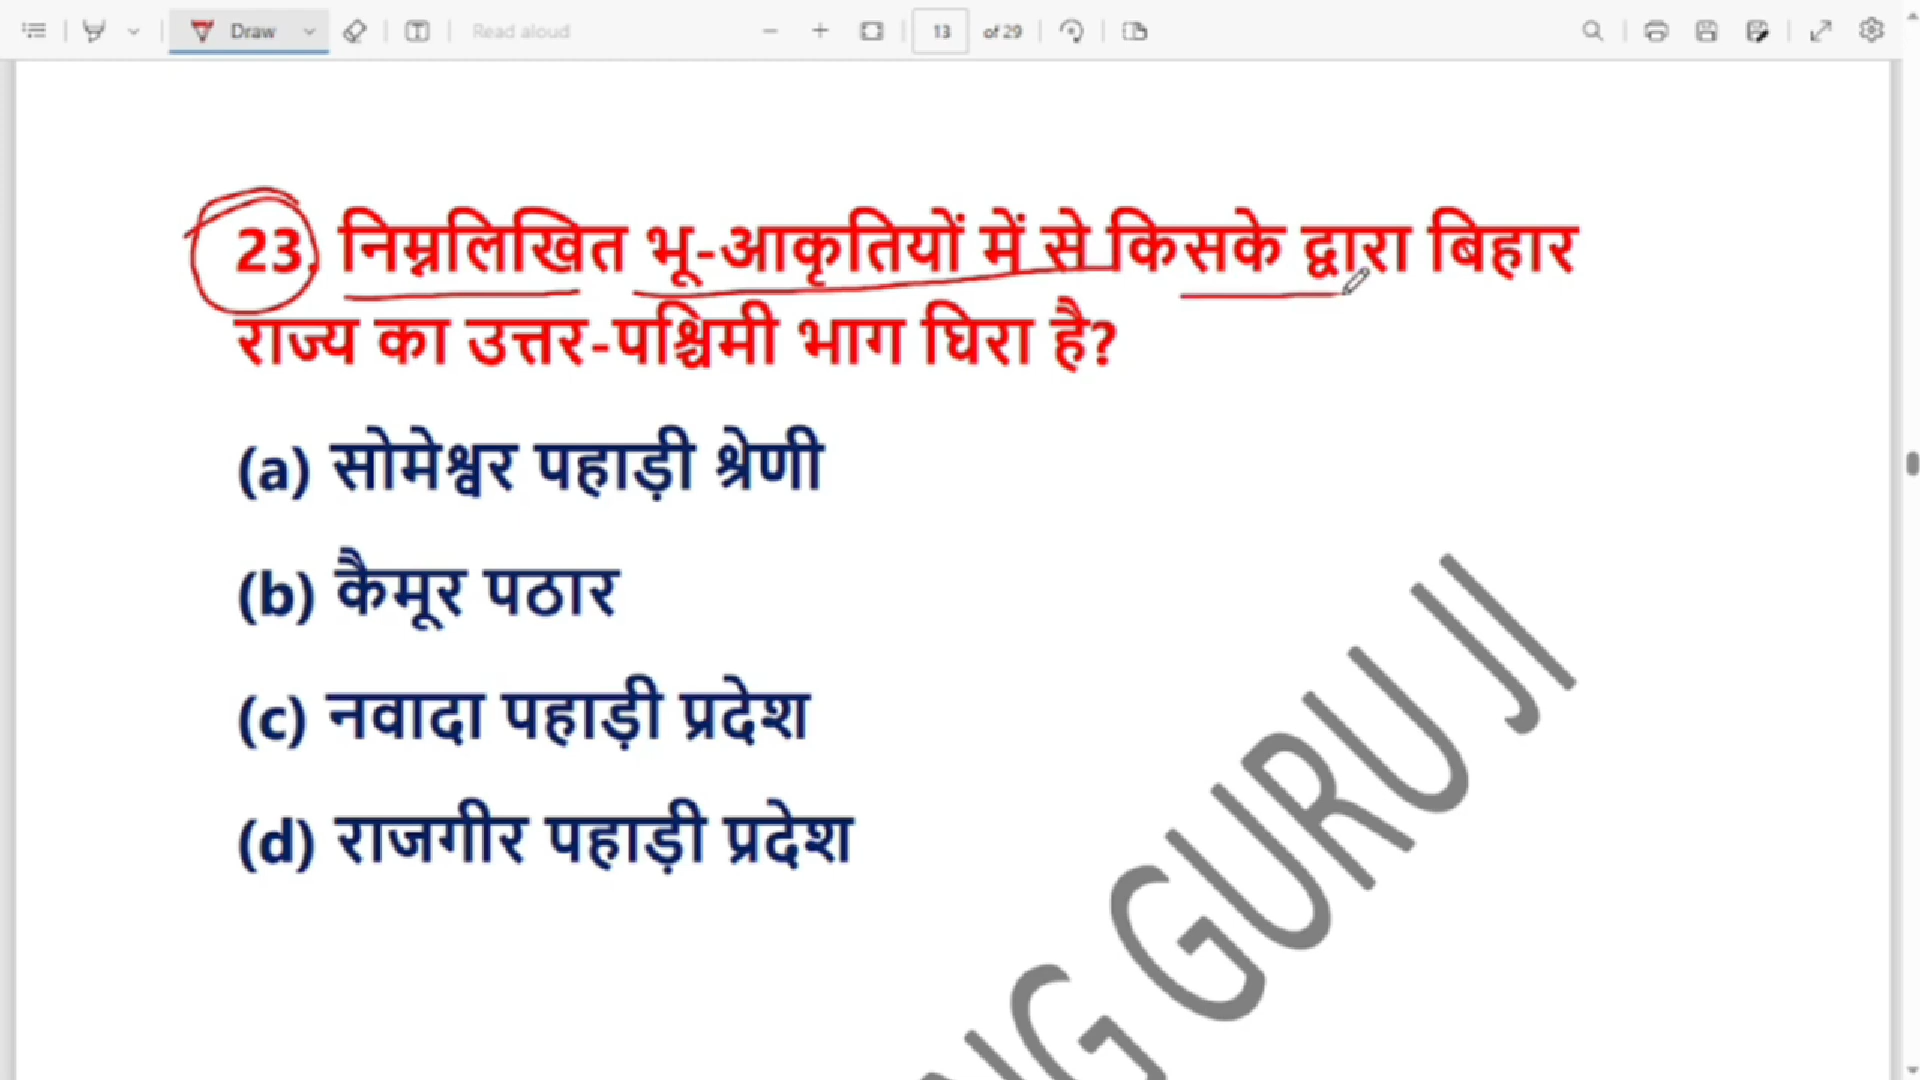 Draw
Read aloud
13 of 29
23. निम्नलिखित भू-आकृतियों में से किसके द्वारा बिहार
राज्य का उत्तर-पश्चिमी भाग घिरा है?
(a) सोमेश्वर पहाड़ी श्रेणी
(b) कैमूर पठार
(c) नवादा पहाड़ी प्रदेश
(d) राजगीर पहाड़ी प्रदेश
GURU JI